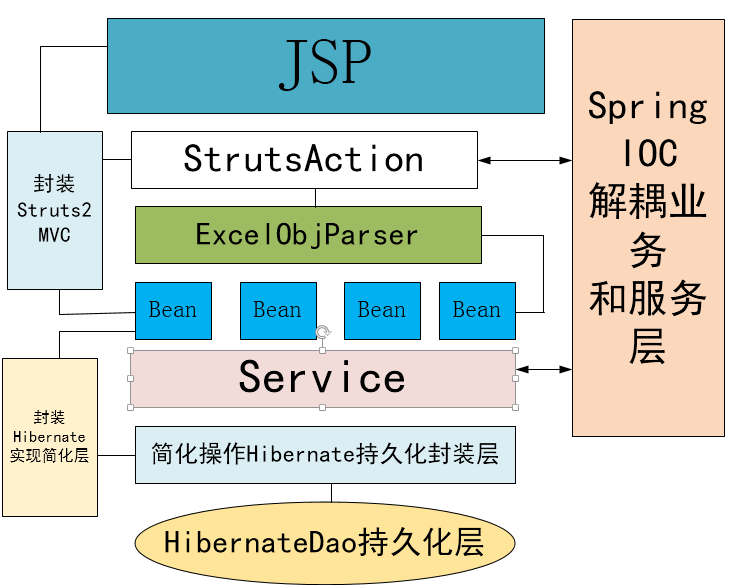 JSP
Spring
IOC
解耦业
务
和服务
层
封装
Struts2
MVC
StrutsAction
ExcelObjParser
Bean
Bean
Bean
Bean
Service
封装
Hibernate
实现简化层
简化操作Hibernate持久化封装层
HibernateDao持久化层